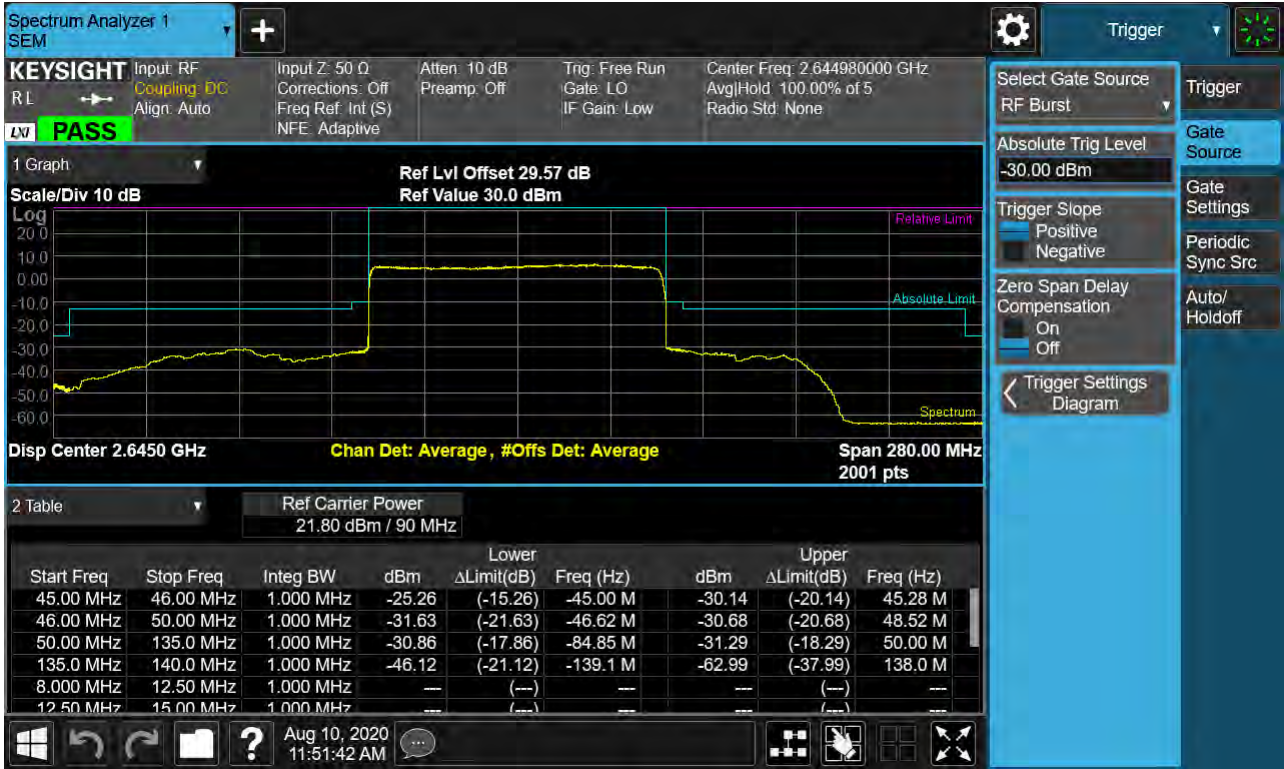 Spectrum Analyzer 1
SEM
Trigger
KEYSIGHT
R L
LXI
PASS
Input: RF
Coupling: DC
Align: Auto
Input Z: 50 Ω
Corrections: Off
Freq Ref: Int (S)
NFE: Adaptive
Atten: 10 dB
Preamp: Off
Trig: Free Run
Gate: LO
IF Gain: Low
Center Freq: 2.644980000 GHz
Avg|Hold: 100.00% of 5
Radio Std: None
1 Graph
Scale/Div 10 dB
Ref Lvl Offset 29.57 dB
Ref Value 30.0 dBm
Log
20.0
10.0
0.00
-10.0
-20.0
-30.0
-40.0
-50.0
-60.0
Relative Limit
Absolute Limit
Spectrum
Disp Center 2.6450 GHz
Chan Det: Average, #Offs Det: Average
Span 280.00 MHz
2001 pts
2 Table
Ref Carrier Power
21.80 dBm / 90 MHz
Lower Upper
Start Freq Stop Freq Integ BW dBm ΔLimit(dB) Freq (Hz) dBm ΔLimit(dB) Freq (Hz)
45.00 MHz 46.00 MHz 1.000 MHz -25.26 (-15.26) -45.00 M -30.14 (-20.14) 45.28 M
46.00 MHz 50.00 MHz 1.000 MHz -31.63 (-21.63) -46.62 M -30.68 (-20.68) 48.52 M
50.00 MHz 135.0 MHz 1.000 MHz -30.86 (-17.86) -84.85 M -31.29 (-18.29) 50.00 M
135.0 MHz 140.0 MHz 1.000 MHz -46.12 (-21.12) -139.1 M -62.99 (-37.99) 138.0 M
8.000 MHz 12.50 MHz 1.000 MHz --- (---) --- --- (---) ---
12.50 MHz 15.00 MHz 1.000 MHz --- (---) --- --- (---) ---
Aug 10, 2020
11:51:42 AM
Select Gate Source
RF Burst
Absolute Trig Level
-30.00 dBm
Trigger Slope
Positive
Negative
Zero Span Delay
Compensation
On
Off
Trigger Settings
Diagram
Trigger
Gate
Source
Gate
Settings
Periodic
Sync Src
Auto/
Holdoff